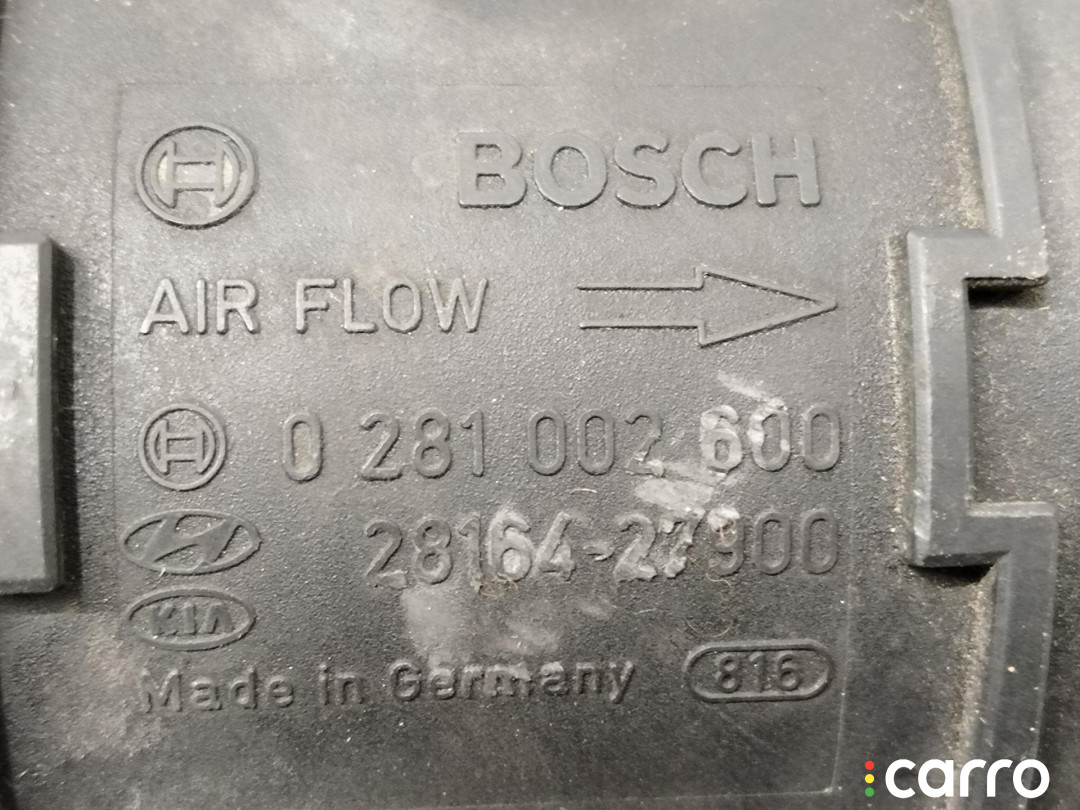 BOSCH
AIR FLOW
0 281 002 600
28164-27900
KIA
Made in Germany 816
carro